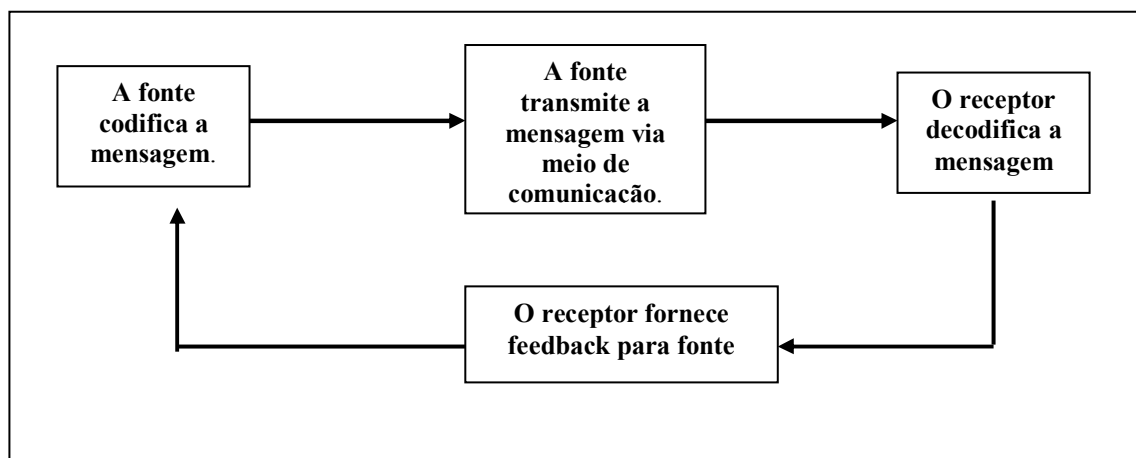 A fonte
codifica a
mensagem.
A fonte
transmite a
mensagem via
meio de
comunicacão.
O receptor
decodifica a
mensagem
O receptor fornece
feedback para fonte